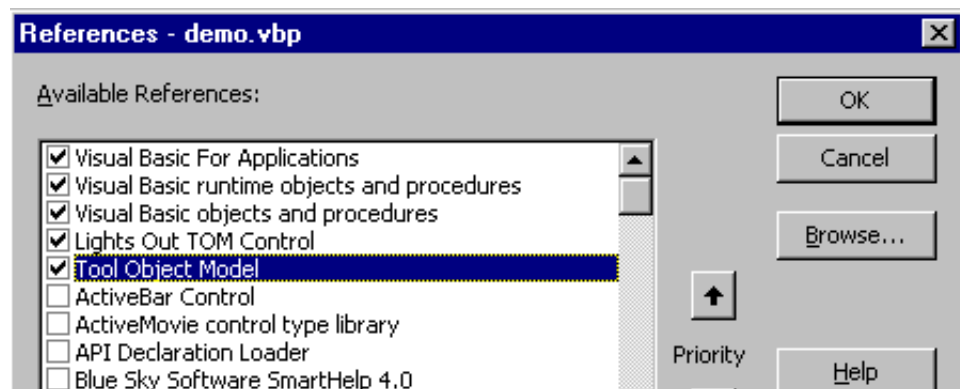 References - demo.vbp
Available References:
OK
Visual Basic For Applications
Cancel
Visual Basic runtime objects and procedures
Visual Basic objects and procedures
Lights Out TOM Control
Browse...
Tool Object Model
ActiveBar Control
ActiveMovie control type library
API Declaration Loader
Priority
Blue Sky Software SmartHelp 4.0
Help